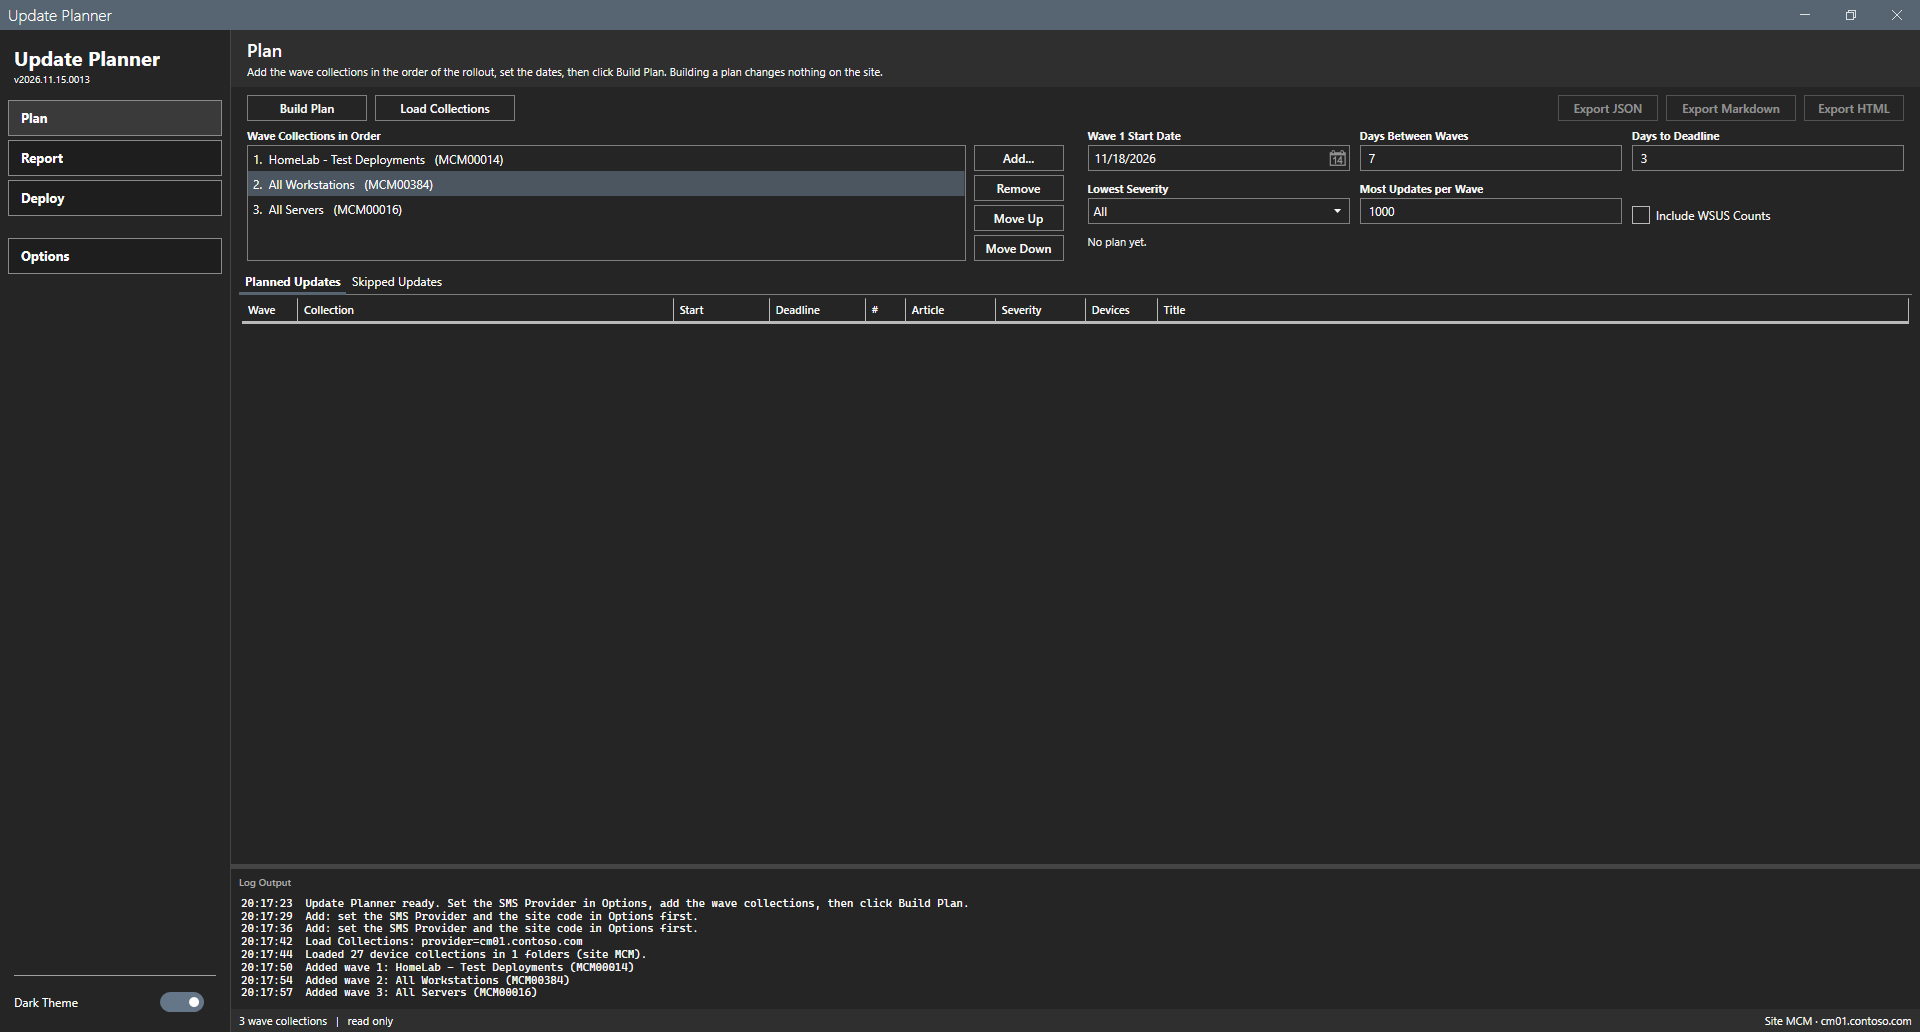 Update Planner
Update Planner
v2026.11.15.0013
Plan
Report
Deploy
Options
Dark Theme
Plan
Add the wave collections in the order of the rollout, set the dates, then click Build Plan. Building a plan changes nothing on the site.
Build Plan
Load Collections
Export JSON
Export Markdown
Export HTML
Wave Collections in Order
1. HomeLab - Test Deployments (MCM00014)
2. All Workstations (MCM00384)
3. All Servers (MCM00016)
Add...
Remove
Move Up
Move Down
Wave 1 Start Date
11/18/2026
14
Days Between Waves
7
Days to Deadline
3
Lowest Severity
All
Most Updates per Wave
1000
Include WSUS Counts
No plan yet.
Planned Updates
Skipped Updates
Wave Collection Start Deadline # Article Severity Devices Title
Log Output
20:17:23 Update Planner ready. Set the SMS Provider in Options, add the wave collections, then click Build Plan.
20:17:29 Add: set the SMS Provider and the site code in Options first.
20:17:36 Add: set the SMS Provider and the site code in Options first.
20:17:42 Load Collections: provider=cm01.contoso.com
20:17:44 Loaded 27 device collections in 1 folders (site MCM).
20:17:50 Added wave 1: HomeLab - Test Deployments (MCM00014)
20:17:54 Added wave 2: All Workstations (MCM00384)
20:17:57 Added wave 3: All Servers (MCM00016)
3 wave collections | read only
Site MCM · cm01.contoso.com